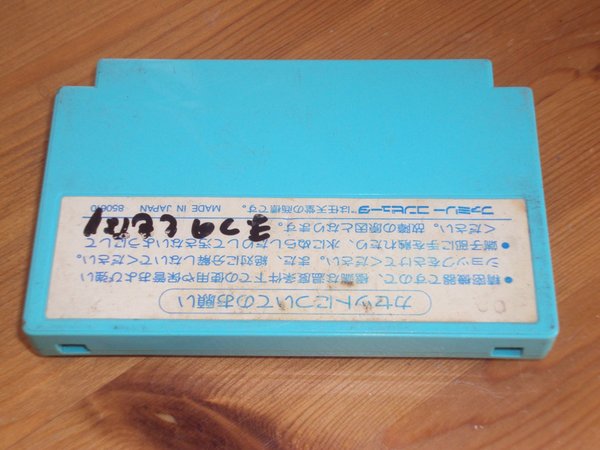 カセットについてのお願い
● 精密機器ですので、極端な温度条件下での使用や保管および強い
ショックをさけてください。また、絶対に分解しないでください。
● 端子部に手を触れたり、水にぬらしたりして汚さないようにして
ください。故障の原因となります。
ファミリーコンピュータ"は任天堂の商標です。 MADE IN JAPAN 850610